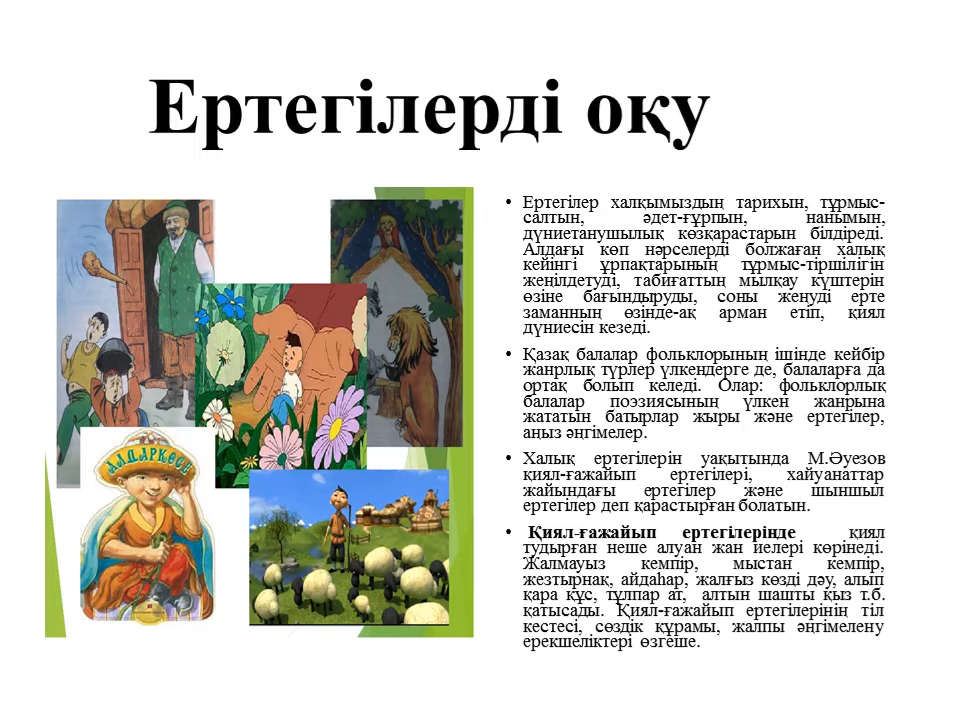 Ертегілерді оқу
АЛДАРКӨСЕ
• Ертегілер халқымыздың тарихын, тұрмыс-
салтын, әдет-ғұрпын, нанымын,
дүниетанушылық көзқарастарын білдіреді.
Алдағы көп нәрселерді болжаған халық
кейінгі ұрпақтарының тұрмыс-тіршілігін
жеңілдетуді, табиғаттың мылқау күштерін
өзіне бағындыруды, соны жеңуді ерте
заманның өзінде-ақ арман етіп, қиял
дүниесін кезеді.
• Қазақ балалар фольклорының ішінде кейбір
жанрлық түрлер үлкендерге де, балаларға да
ортақ болып келеді. Олар: фольклорлық
балалар поэзиясының үлкен жанрына
жататын батырлар жыры және ертегілер,
аңыз әңгімелер.
• Халық ертегілерін уақытында М.Әуезов
қиял-ғажайып ертегілері, хайуанаттар
жайындағы ертегілер және шыншыл
ертегілер деп қарастырған болатын.
• Қиял-ғажайып ертегілерінде қиял
тудырған неше алуан жан иелері көрінеді.
Жалмауыз кемпір, мыстан кемпір,
жезтырнақ, айдаһар, жалғыз көзді дәу, алып
қара құс, тұлпар ат, алтын шашты қыз т.б.
қатысады. Қиял-ғажайып ертегілерінің тіл
кестесі, сөздік құрамы, жалпы әңгімелену
ерекшеліктері өзгеше.